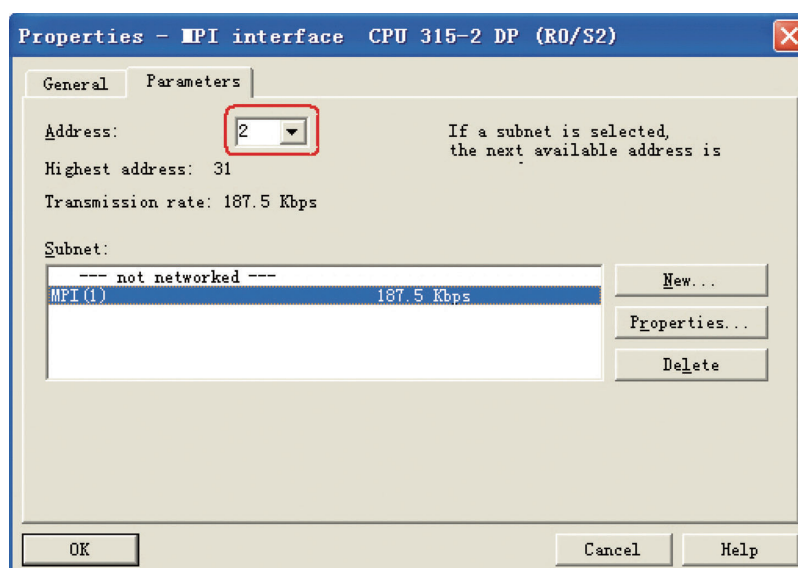 Properties - MPI interface CPU 315-2 DP (R0/S2)
General Parameters
Address: 2
If a subnet is selected,
the next available address is
Highest address: 31
Transmission rate: 187.5 Kbps
Subnet:
--- not networked ---
MPI(1) 187.5 Kbps
New...
Properties...
Delete
OK Cancel Help